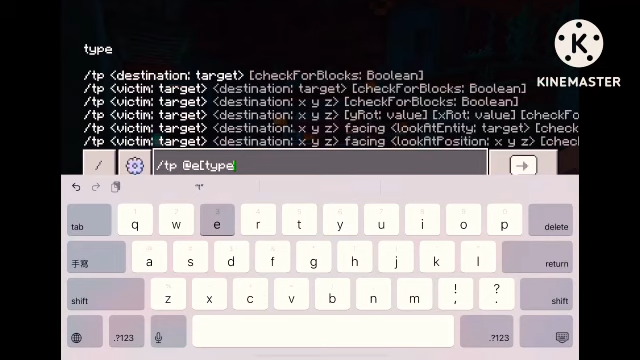 type
/tp <destination: target> [checkForBlocks: Boolean]
/tp <victim: target> <destination: target> [checkForBlocks: Boolean]
/tp <victim: target> <destination: x y z> [checkForBlocks: Boolean]
/tp <victim: target> <destination: x y z> [yRot: value] [xRot: value] [checkFo
/tp <victim: target> <destination: x y z> facing <lookAtEntity: target> [check
/tp <victim: target> <destination: x y z> facing <lookAtPosition: x y z> [chec
K
KINEMASTER
/ /tp @e[type
tab q w e r t y u i o p delete
手寫 a s d f g h j k l return
shift z x c v b n m ! , ? . shift
.?123 .?123